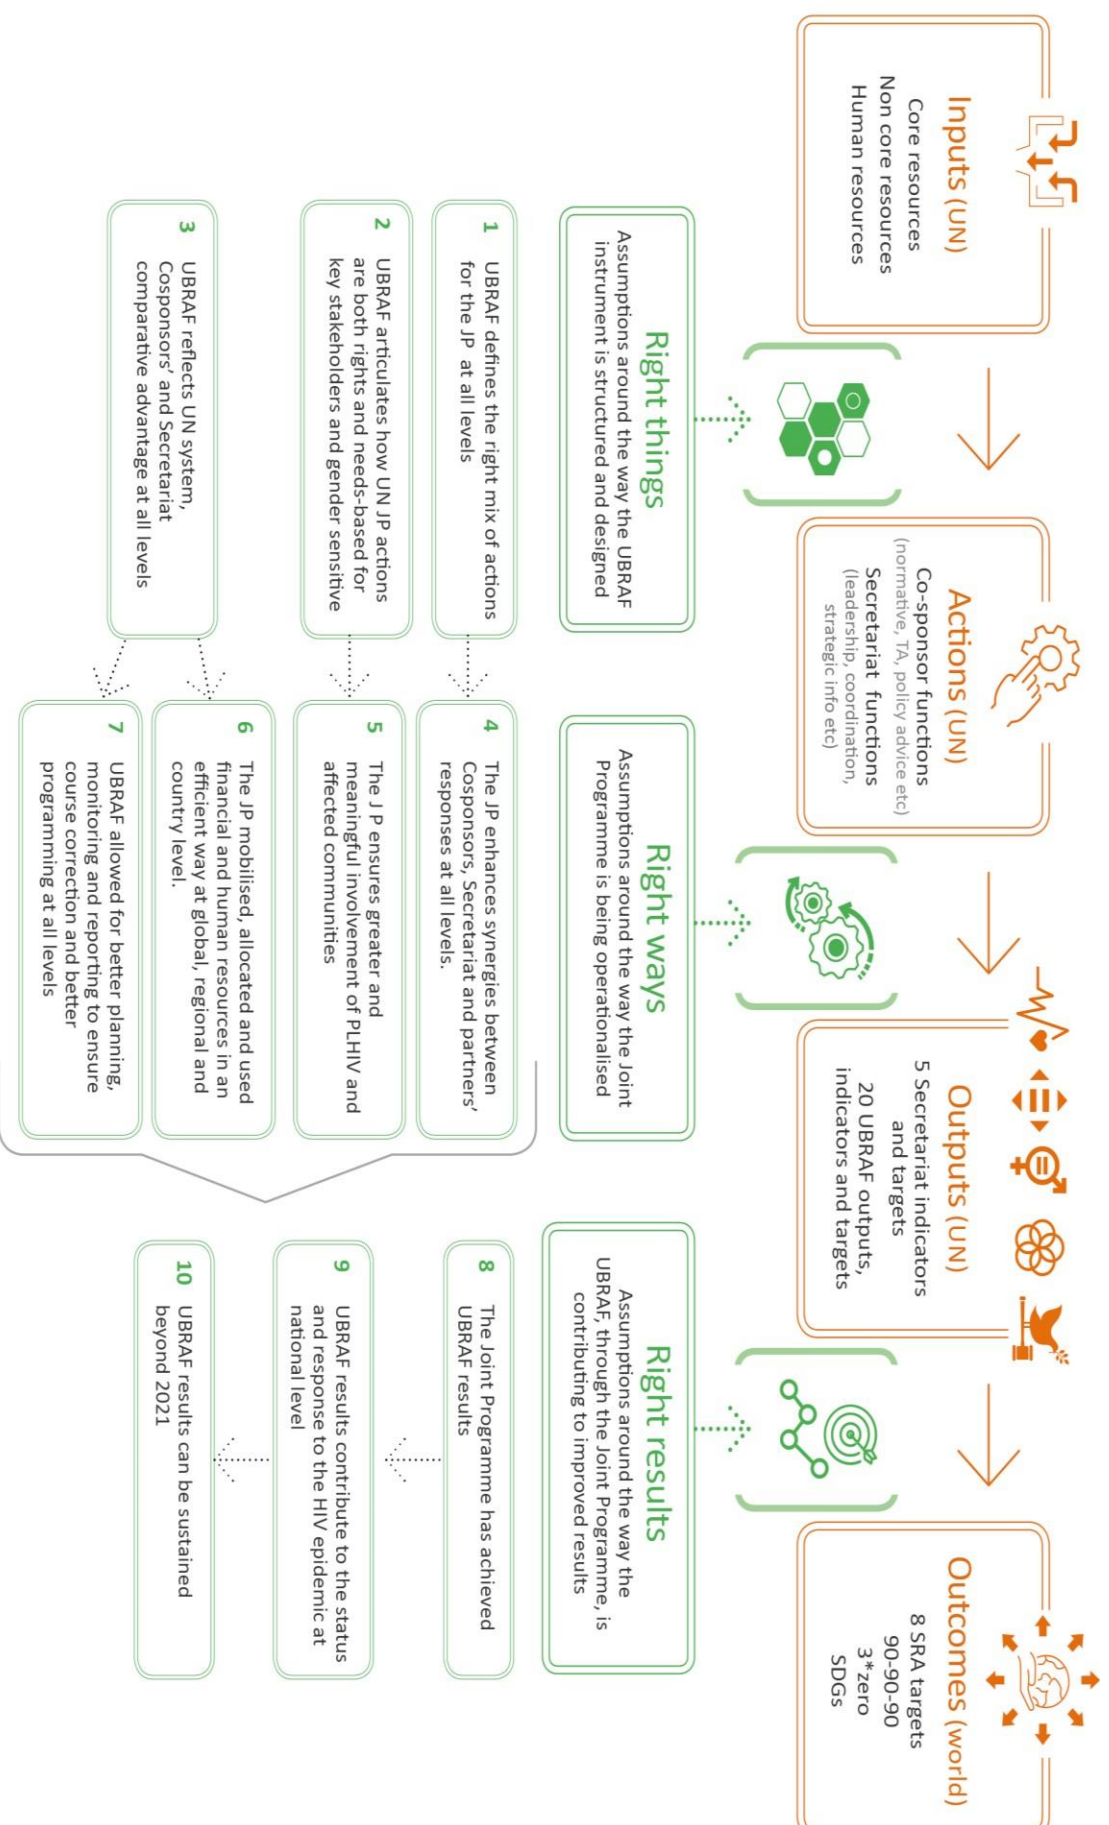 Inputs (UN)
Core resources
Non core resources
Human resources
Actions (UN)
Co-sponsor functions
(normative, TA, policy advice etc)
Secretariat functions
(leadership, coordination,
strategic info etc)
Outputs (UN)
5 Secretariat indicators
and targets
20 UBRAF outputs,
indicators and targets
Outcomes (world)
8 SRA targets
90-90-90
3*zero
SDGs
Right things
Assumptions around the way the UBRAF
instrument is structured and designed
1
UBRAF defines the right mix of actions
for the JP at all levels
2
UBRAF articulates how UN JP actions
are both rights and needs-based for
key stakeholders and gender sensitive
3
UBRAF reflects UN system,
Cosponsors’ and Secretariat
comparative advantage at all levels
Right ways
Assumptions around the way the Joint
Programme is being operationalised
4
The JP enhances synergies between
Cosponsors, Secretariat and partners’
responses at all levels.
5
The J P ensures greater and
meaningful involvement of PLHIV and
affected communities
6
The JP mobilised, allocated and used
financial and human resources in an
efficient way at global, regional and
country level.
7
UBRAF allowed for better planning,
monitoring and reporting to ensure
course correction and better
programming at all levels
Right results
Assumptions around the way the
UBRAF, through the Joint Programme, is
contributing to improved results
8
The Joint Programme has achieved
UBRAF results
9
UBRAF results contribute to the status
and response to the HIV epidemic at
national level
10
UBRAF results can be sustained
beyond 2021